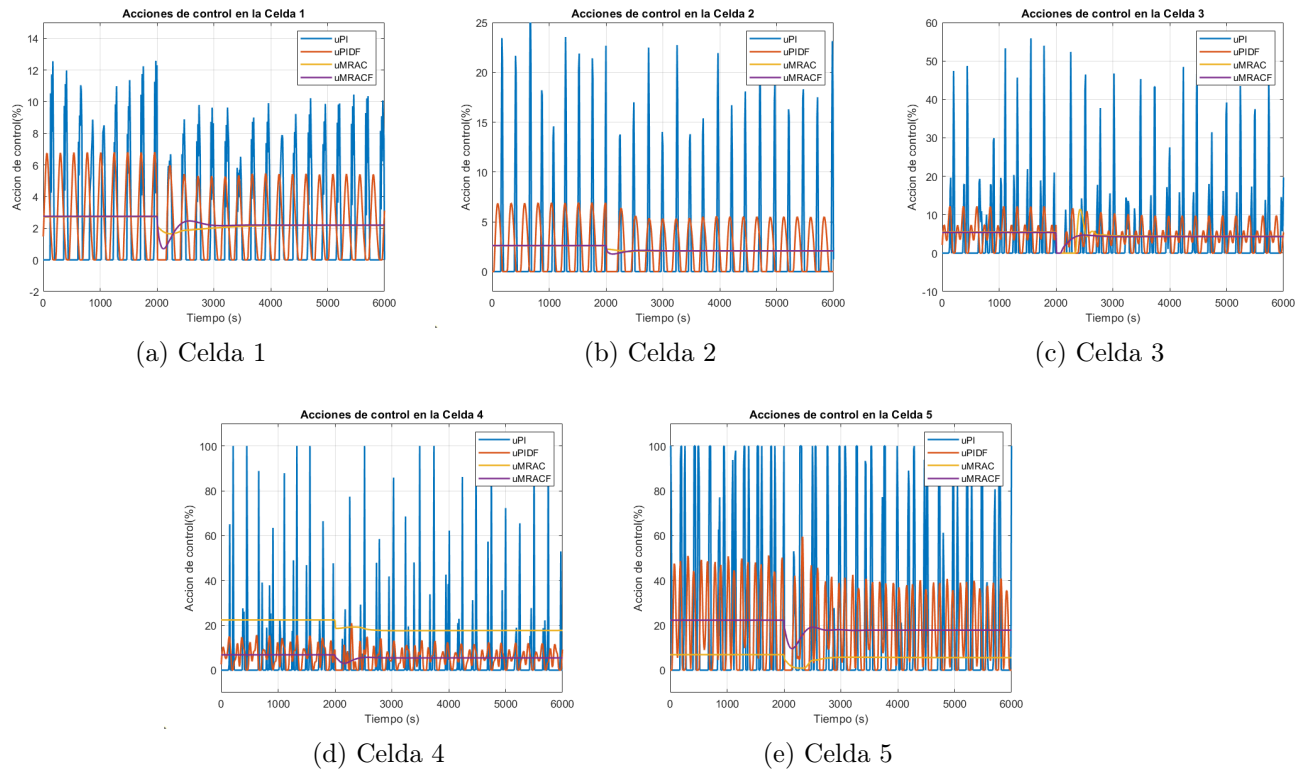 Acciones de control en la Celda 1
Accion de control(%)
14
12
10
8
6
4
2
0
-2
uPI
uPIDF
uMRAC
uMRACF
0 1000 2000 3000 4000 5000 6000
Tiempo (s)
(a) Celda 1
Acciones de control en la Celda 2
Accion de control(%)
25
20
15
10
5
0
uPI
uPIDF
uMRAC
uMRACF
0 1000 2000 3000 4000 5000 6000
Tiempo (s)
(b) Celda 2
Acciones de control en la Celda 3
Accion de control(%)
60
50
40
30
20
10
0
-10
uPI
uPIDF
uMRAC
uMRACF
0 1000 2000 3000 4000 5000 6000
Tiempo (s)
(c) Celda 3
Acciones de control en la Celda 4
Accion de control(%)
100
80
60
40
20
0
uPI
uPIDF
uMRAC
uMRACF
0 1000 2000 3000 4000 5000 6000
Tiempo (s)
(d) Celda 4
Acciones de control en la Celda 5
Accion de control(%)
100
80
60
40
20
0
uPI
uPIDF
uMRAC
uMRACF
0 1000 2000 3000 4000 5000 6000
Tiempo (s)
(e) Celda 5